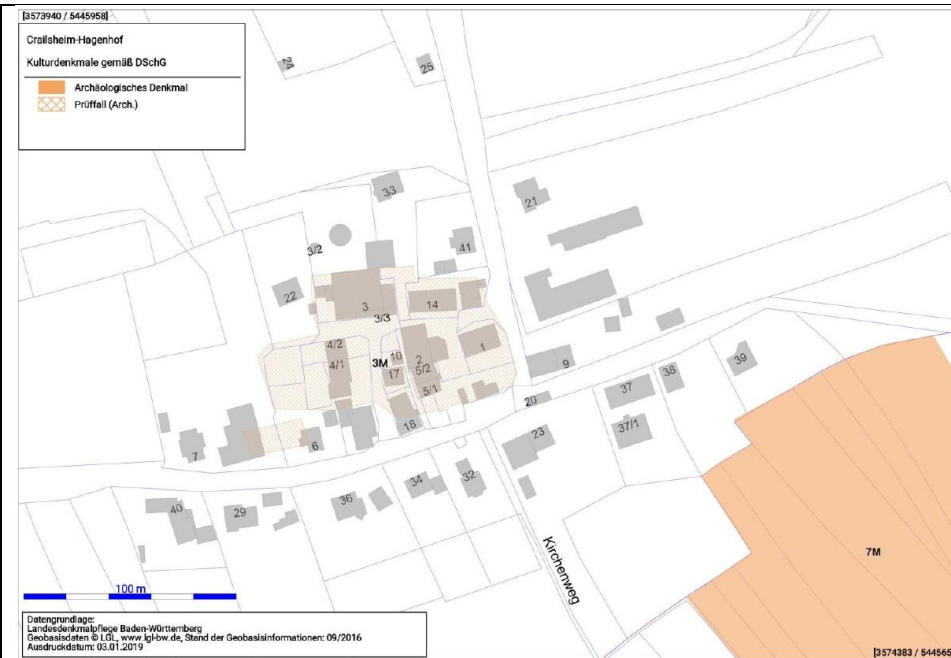 [3573940 / 5445958]
Crailsheim-Hagenhof
Kulturdenkmale gemäß DSchG
Archäologisches Denkmal
Prüffall (Arch.)
24
25
33
21
3/2
41
22
3
14
3/3
4/2
3M
10
2
1
4/1
17
5/2
9
39
38
5/1
37
20
18
37/1
7
6
23
34
32
36
40
29
Kirchenweg
7M
100 m
Datengrundlage:
Landesdenkmalpflege Baden-Württemberg
Geobasisdaten © LGL, www.lgl-bw.de, Stand der Geobasisinformationen: 09/2016
Ausdruckdatum: 03.01.2019
[3574383 / 54456